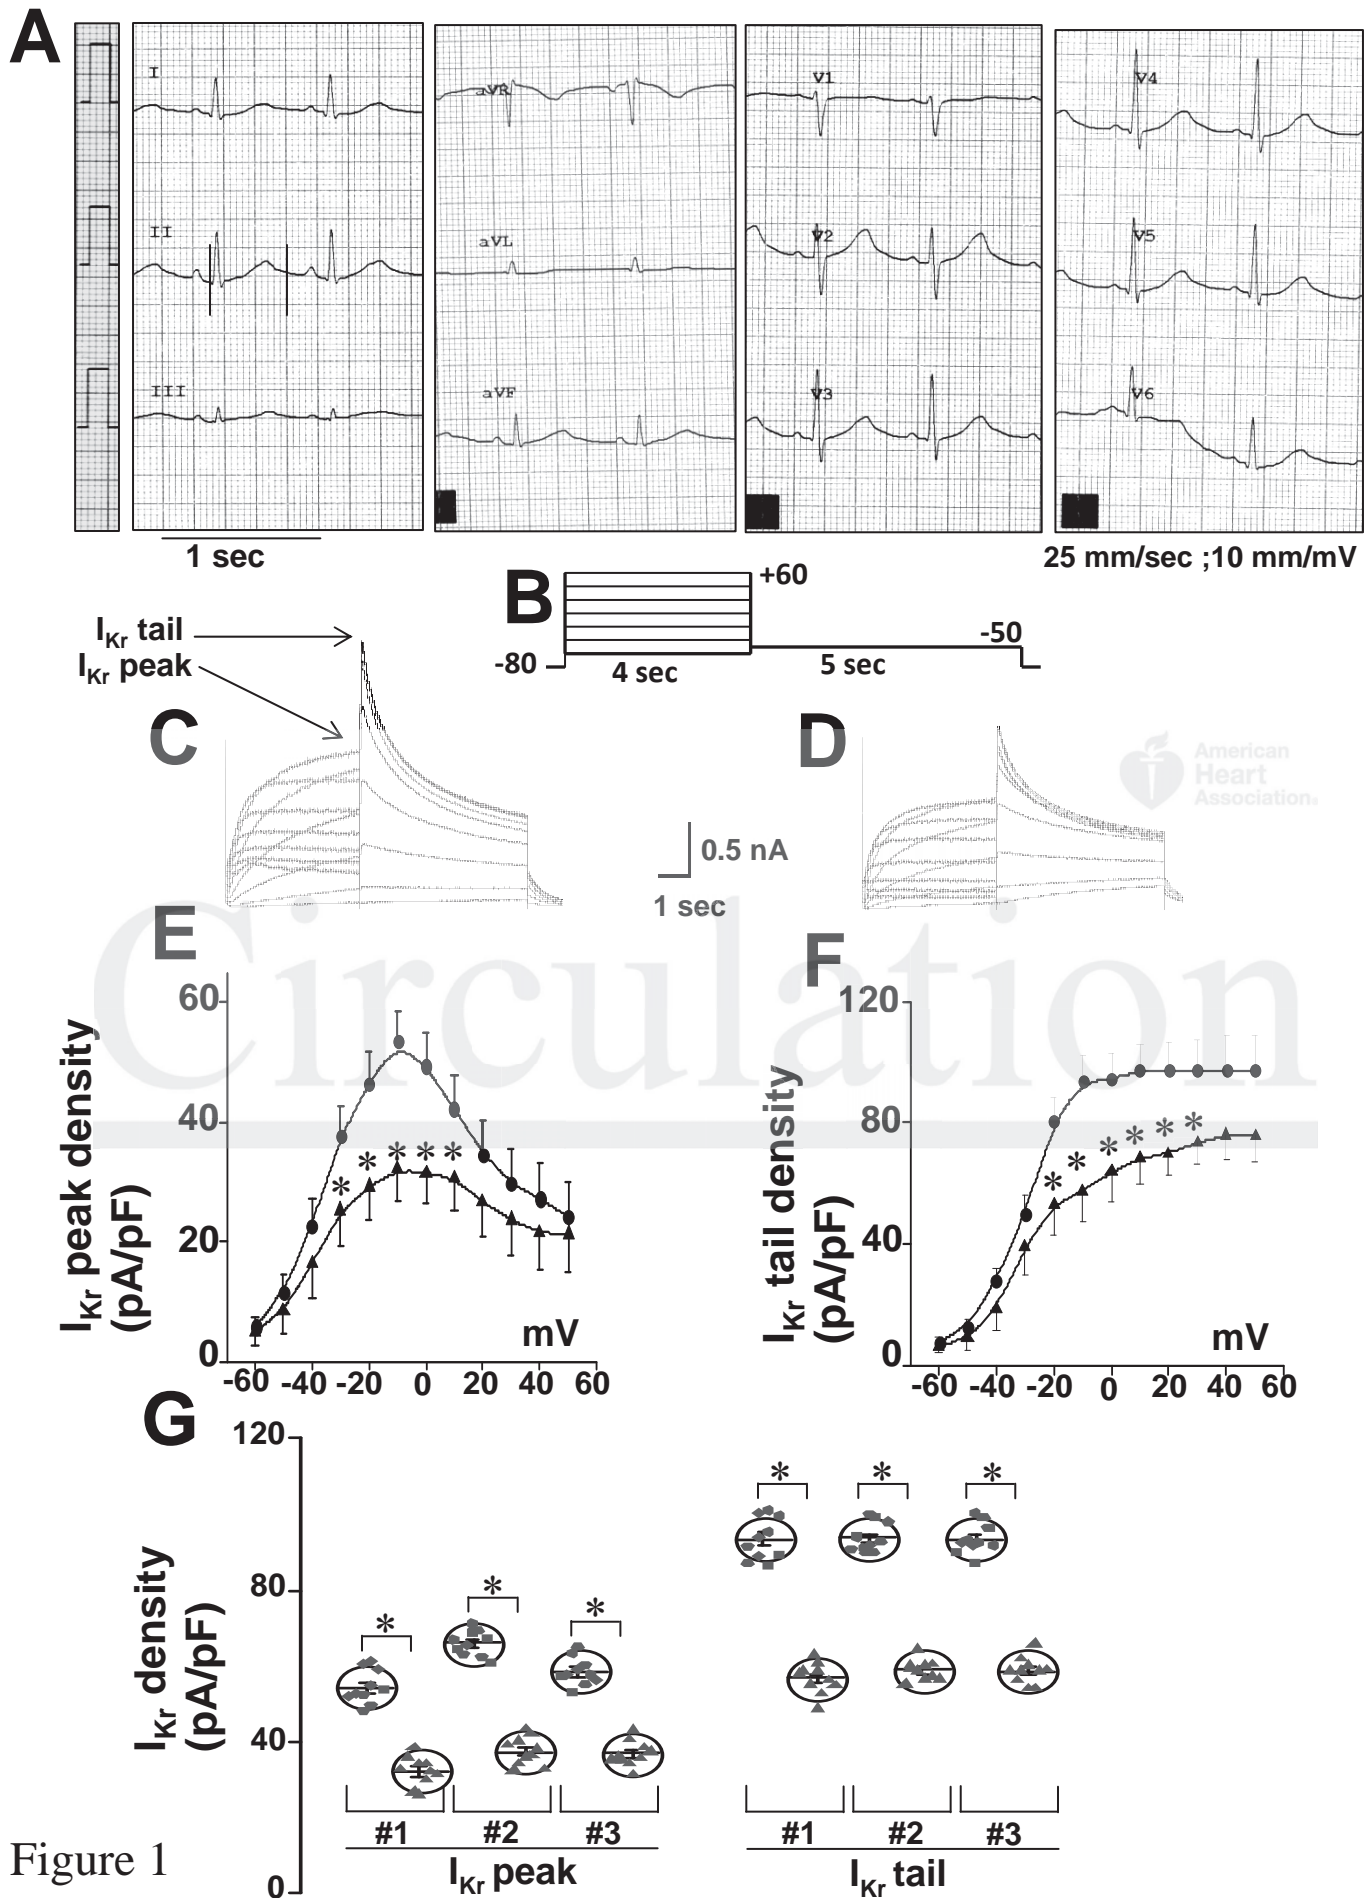 A
I
II
III
aVR
aVL
aVF
V1
V2
V3
V4
V5
V6
1 sec
25 mm/sec ;10 mm/mV
B
+60
-50
-80
4 sec
5 sec
IKr tail
IKr peak
C
D
American
Heart
Association®
0.5 nA
1 sec
Circulation
E
IKr peak density
(pA/pF)
60
40
20
0
mV
-60 -40 -20 0 20 40 60
F
IKr tail density
(pA/pF)
120
80
40
0
mV
-60 -40 -20 0 20 40 60
* * * * *
* * * * * *
G
IKr density
(pA/pF)
120
80
40
0
* * * * * *
#1 #2 #3 #1 #2 #3
IKr peak IKr tail
Figure 1